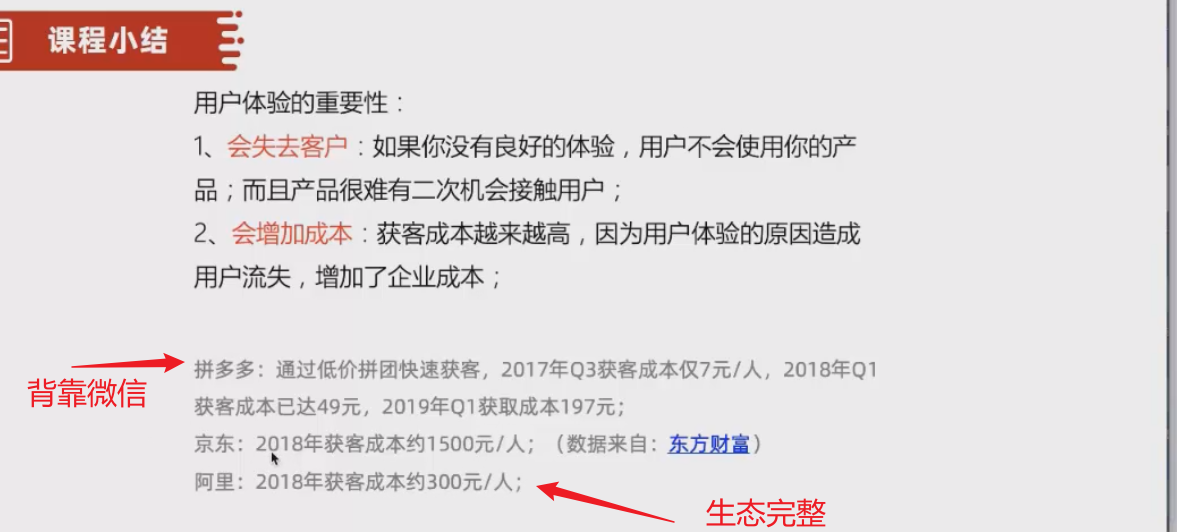 课程小结
用户体验的重要性：
1、会失去客户：如果你没有良好的体验，用户不会使用你的产
品；而且产品很难有二次机会接触用户；
2、会增加成本：获客成本越来越高，因为用户体验的原因造成
用户流失，增加了企业成本；
拼多多：通过低价拼团快速获客，2017年Q3获客成本仅7元/人，2018年Q1
背靠微信
获客成本已达49元，2019年Q1获取成本197元；
京东：2018年获客成本约1500元/人；（数据来自：东方财富）
阿里：2018年获客成本约300元/人；
生态完整